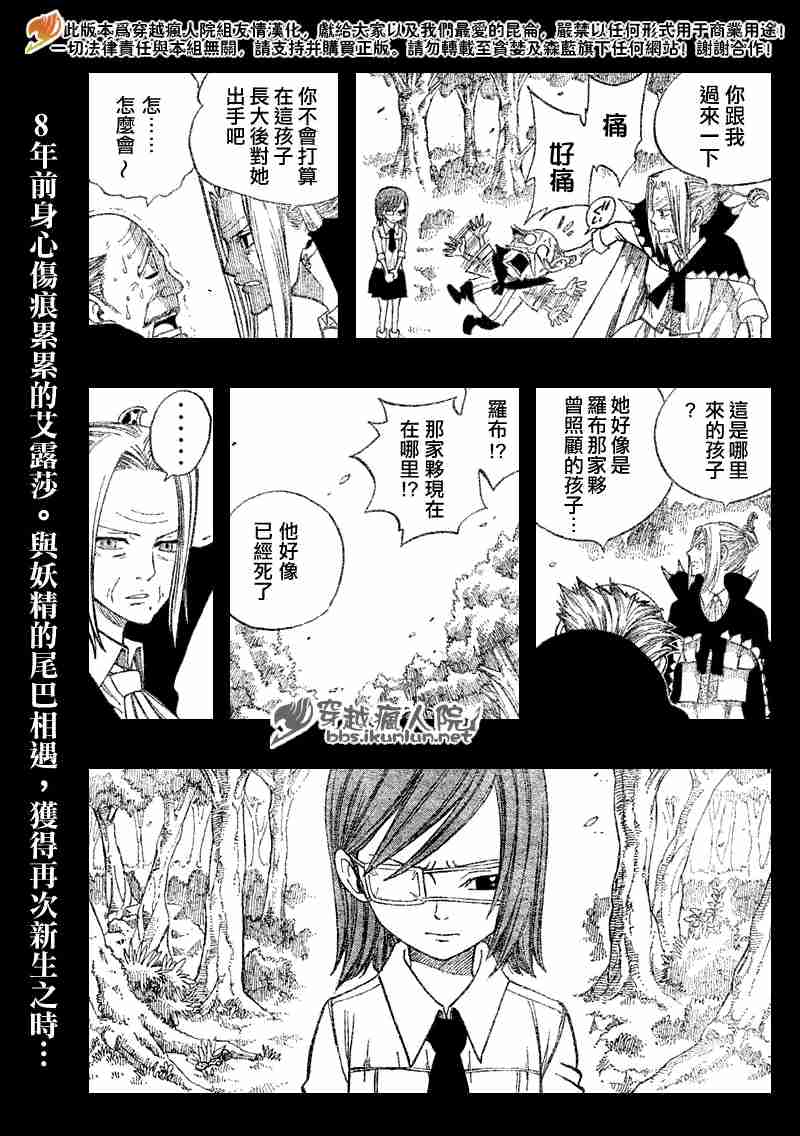 此版本爲穿越瘋人院組友情漢化，獻給大家以及我們最愛的昆侖，嚴禁以任何形式用于商業用途！
一切法律責任與本組無關，請支持并購買正版，請勿轉載至貪婪及森藍旗下任何網站！謝謝合作！
8年前身心傷痕累累的艾露莎。與妖精的尾巴相遇，獲得再次新生之時…
你跟我
過來一下
痛
好痛
你不會打算
在這孩子
長大後對她
出手吧
怎……
怎麼會～
這是哪里
來的孩子
？
她好像是
羅布那家夥
曾照顧的孩子…
羅布!?
那家夥現在
在哪里!?
他好像
已經死了
……
穿越瘋人院
bbs.ikunlun.net